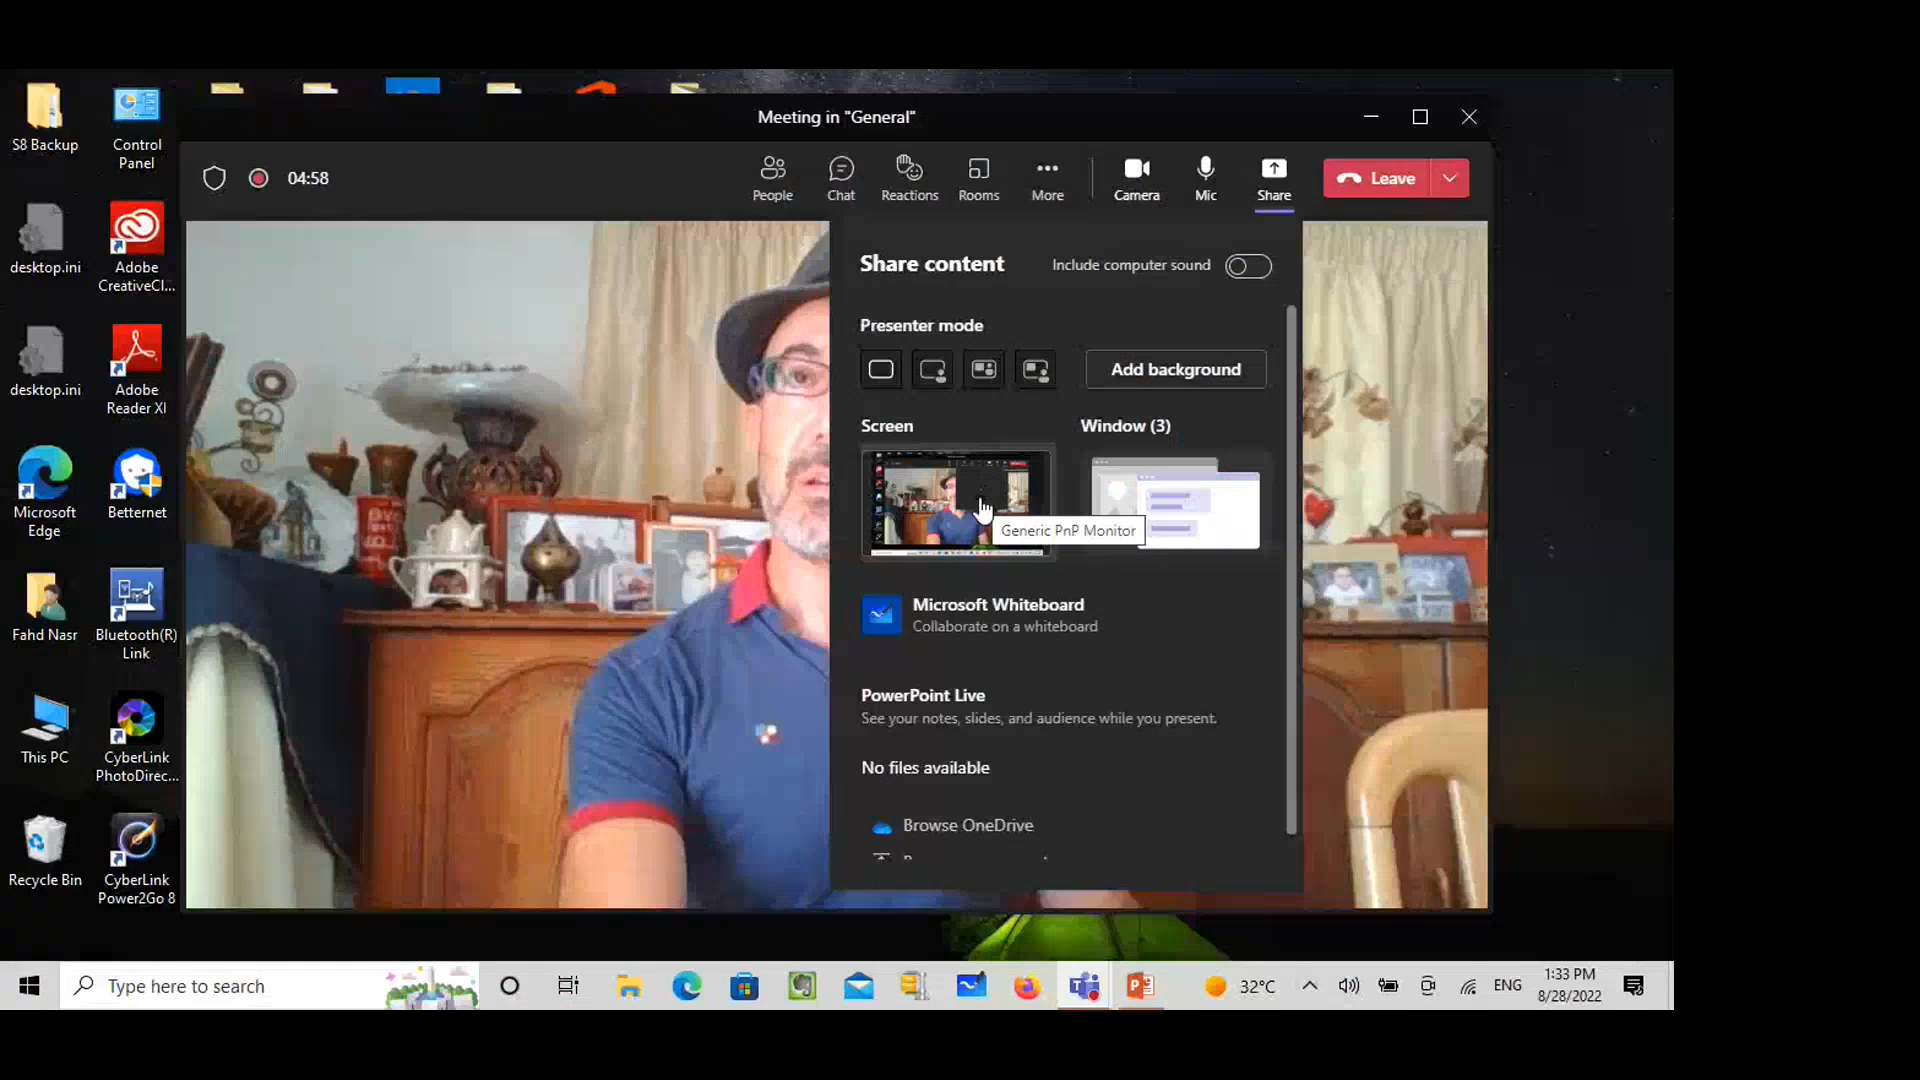 S8 Backup
Control
Panel
desktop.ini
Adobe
CreativeCl...
desktop.ini
Adobe
Reader XI
Microsoft
Edge
Betternet
Fahd Nasr
Bluetooth(R)
Link
This PC
CyberLink
PhotoDirec...
Recycle Bin
CyberLink
Power2Go 8
Meeting in "General"
04:58
People
Chat
Reactions
Rooms
More
Camera
Mic
Share
Leave
Share content
Include computer sound
Presenter mode
Add background
Screen
Window (3)
Generic PnP Monitor
Microsoft Whiteboard
Collaborate on a whiteboard
PowerPoint Live
See your notes, slides, and audience while you present.
No files available
Browse OneDrive
Type here to search
32°C
ENG
1:33 PM
8/28/2022